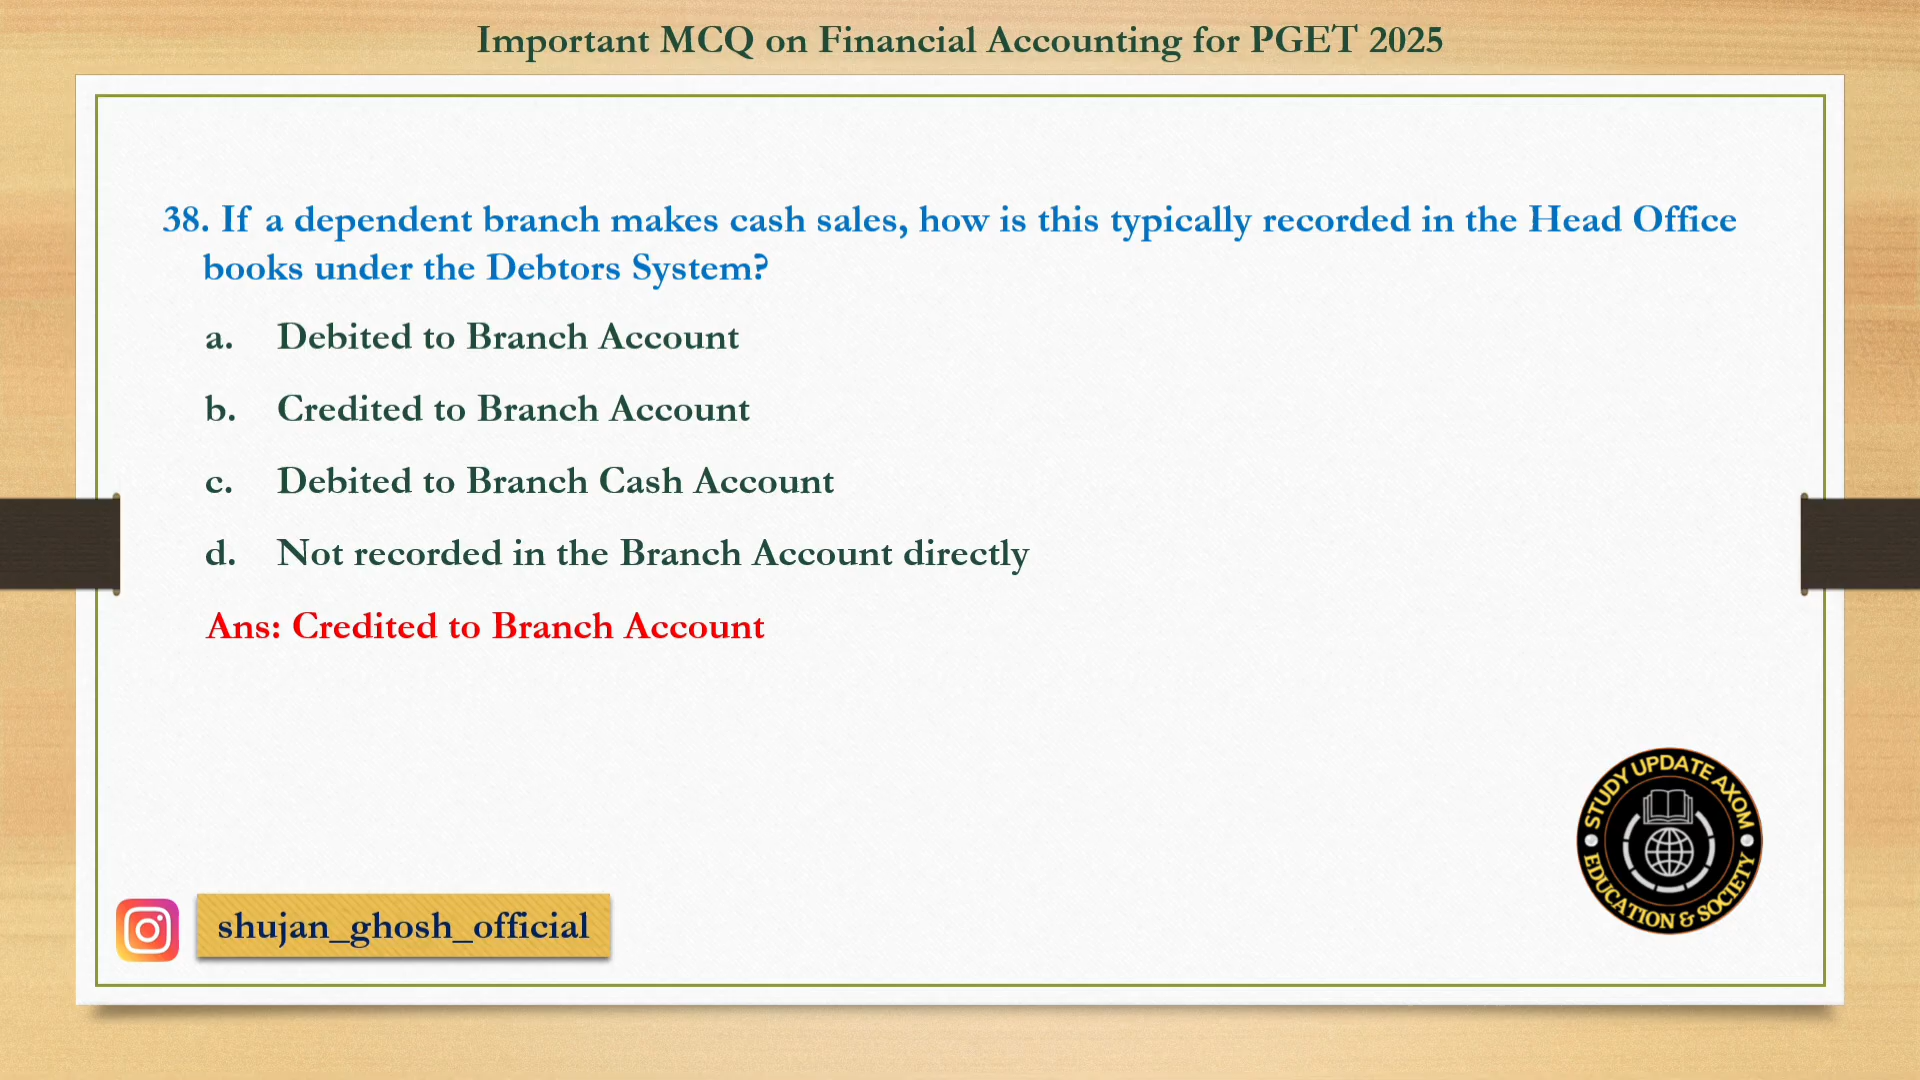 Important MCQ on Financial Accounting for PGET 2025
38. If a dependent branch makes cash sales, how is this typically recorded in the Head Office
books under the Debtors System?
a. Debited to Branch Account
b. Credited to Branch Account
c. Debited to Branch Cash Account
d. Not recorded in the Branch Account directly
Ans: Credited to Branch Account
STUDY UPDATE AXOM
EDUCATION & SOCIETY
shujan_ghosh_official